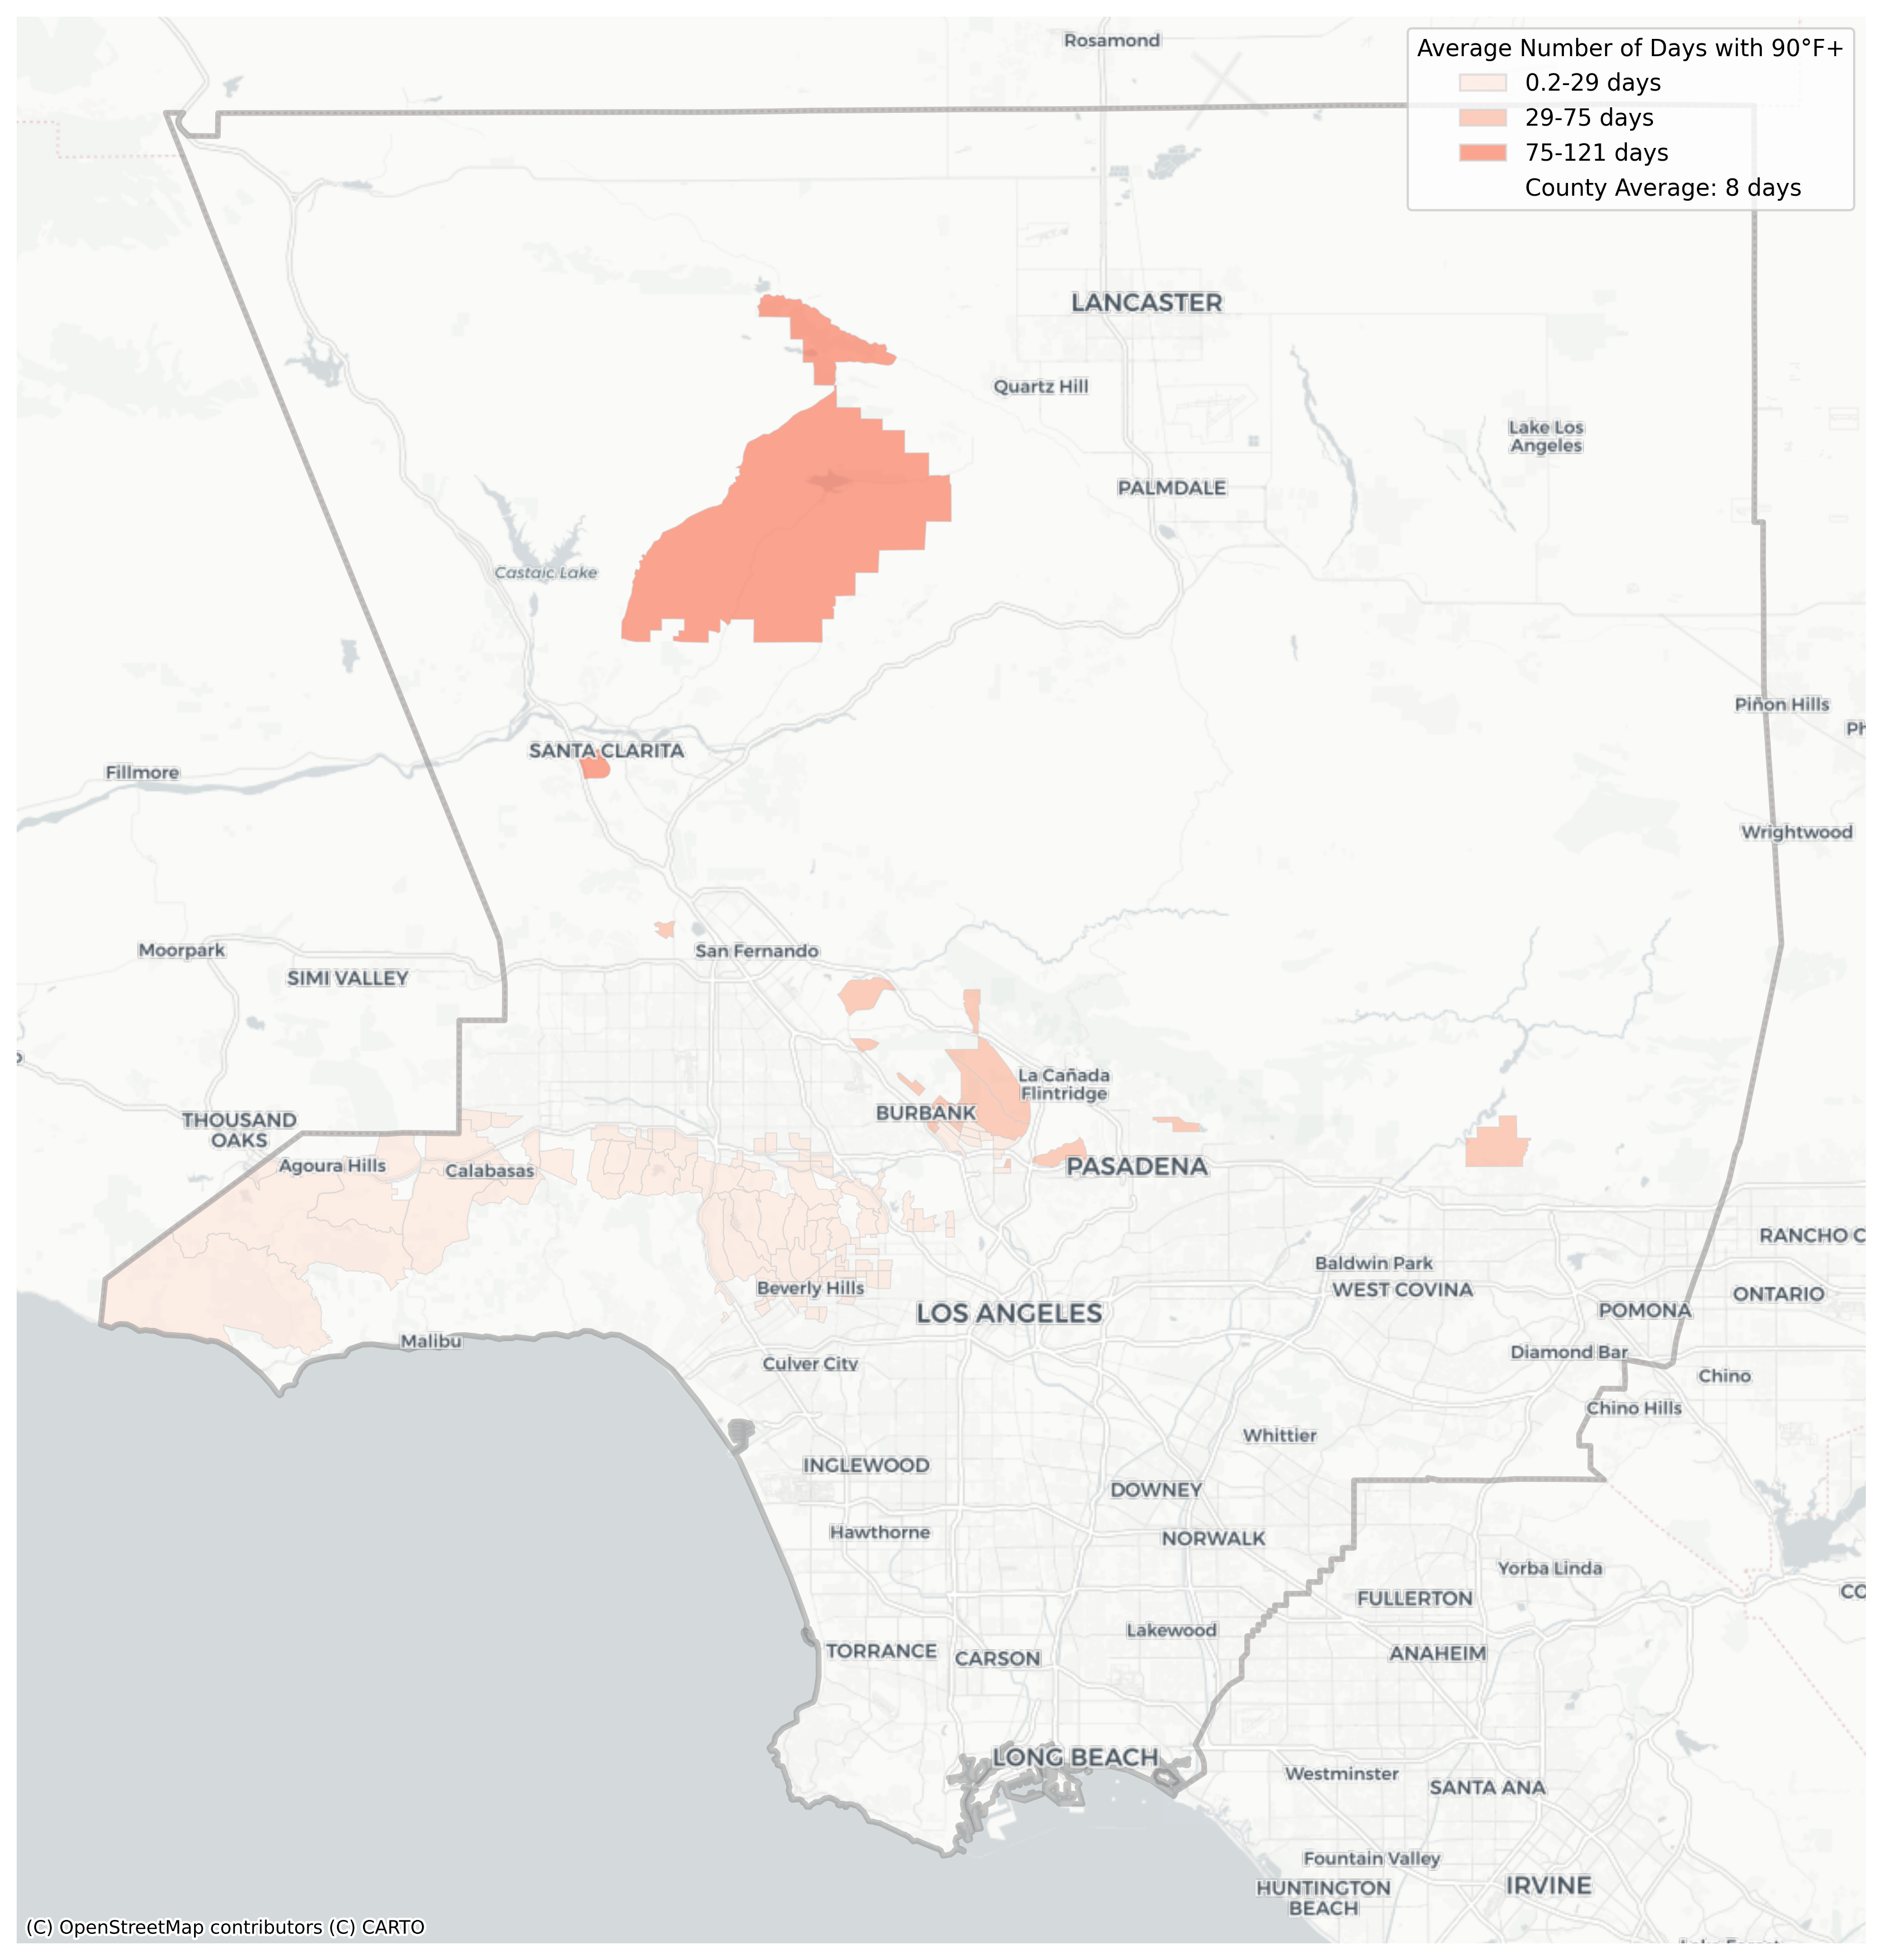 Rosamond
Average Number of Days with 90°F+
0.2-29 days
29-75 days
75-121 days
County Average: 8 days
LANCASTER
Quartz Hill
Lake Los
Angeles
PALMDALE
Castaic Lake
Piñon Hills
Ph
SANTA CLARITA
Fillmore
Wrightwood
Moorpark
San Fernando
SIMI VALLEY
La Cañada
Flintridge
THOUSAND
OAKS
BURBANK
Agoura Hills
Calabasas
PASADENA
RANCHO C
Baldwin Park
Beverly Hills
WEST COVINA
ONTARIO
LOS ANGELES
POMONA
Malibu
Culver City
Diamond Bar
Chino
Chino Hills
Whittier
INGLEWOOD
DOWNEY
Hawthorne
NORWALK
Yorba Linda
CO
FULLERTON
Lakewood
TORRANCE
CARSON
ANAHEIM
LONG BEACH
Westminster
SANTA ANA
Fountain Valley
HUNTINGTON
BEACH
IRVINE
(C) OpenStreetMap contributors (C) CARTO